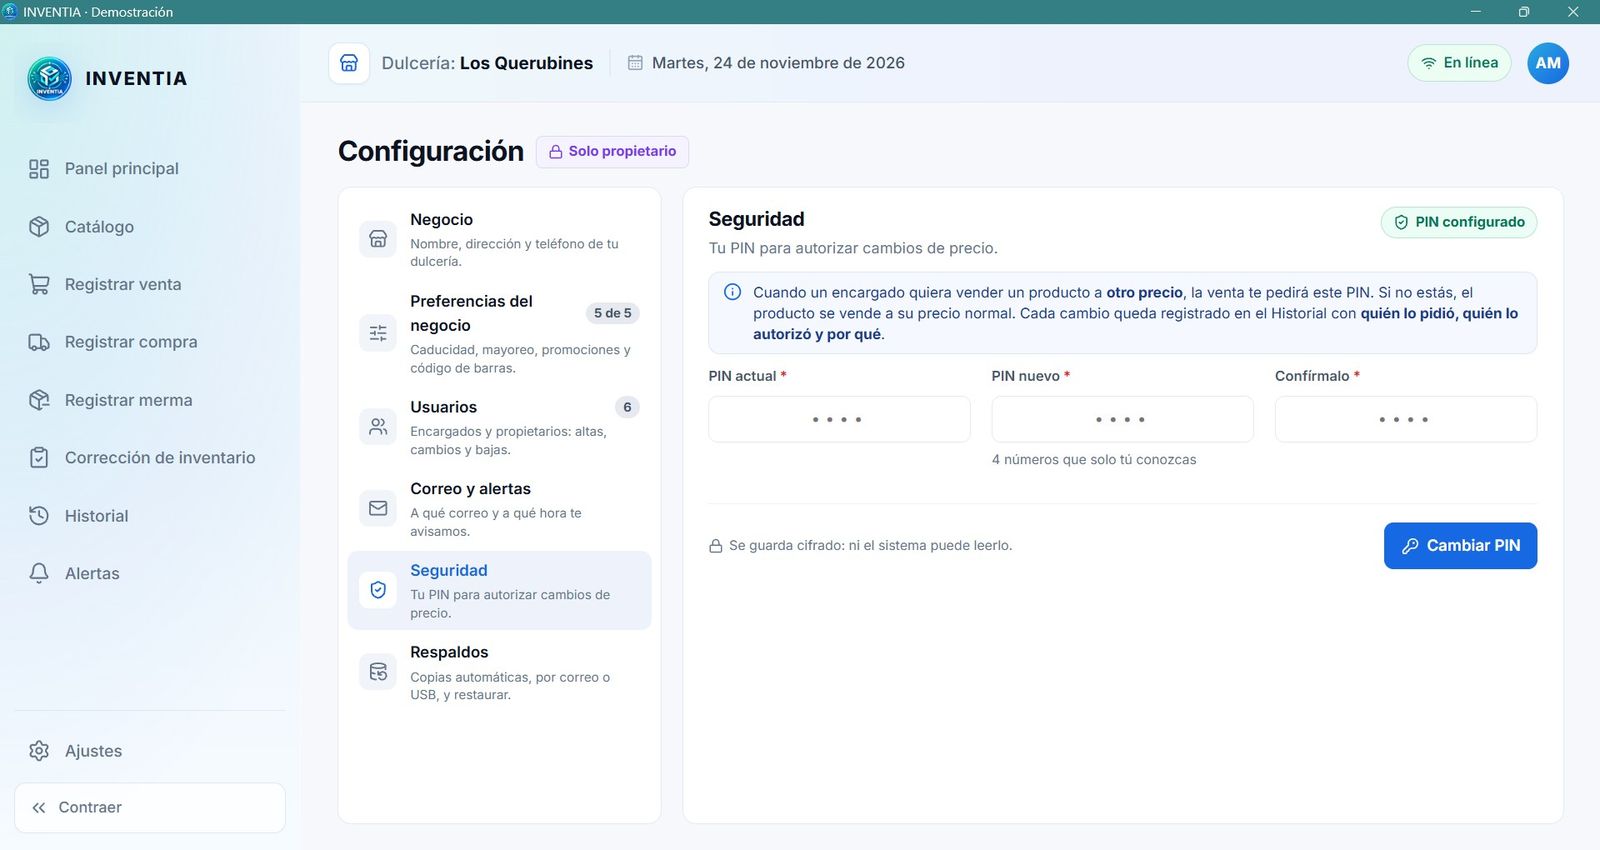 INVENTIA · Demostración
INVENTIA
Dulcería: Los Querubines
Martes, 24 de noviembre de 2026
En línea
AM
Panel principal
Catálogo
Registrar venta
Registrar compra
Registrar merma
Corrección de inventario
Historial
Alertas
Ajustes
Contraer
Configuración
Solo propietario
Negocio
Nombre, dirección y teléfono de tu
dulcería.
Preferencias del
negocio
5 de 5
Caducidad, mayoreo, promociones y
código de barras.
Usuarios
6
Encargados y propietarios: altas,
cambios y bajas.
Correo y alertas
A qué correo y a qué hora te
avisamos.
Seguridad
Tu PIN para autorizar cambios de
precio.
Respaldos
Copias automáticas, por correo o
USB, y restaurar.
Seguridad
PIN configurado
Tu PIN para autorizar cambios de precio.
Cuando un encargado quiera vender un producto a otro precio, la venta te pedirá este PIN. Si no estás, el
producto se vende a su precio normal. Cada cambio queda registrado en el Historial con quién lo pidió, quién lo
autorizó y por qué.
PIN actual *
PIN nuevo *
Confírmalo *
••••
••••
••••
4 números que solo tú conozcas
Se guarda cifrado: ni el sistema puede leerlo.
Cambiar PIN